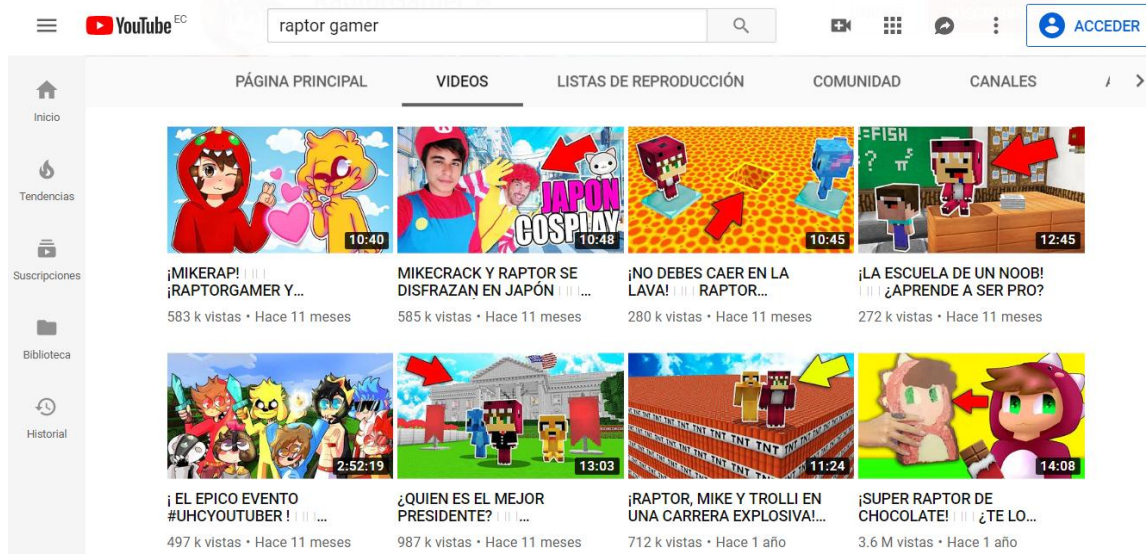 YouTube EC
raptor gamer
ACCEDER
PÁGINA PRINCIPAL VIDEOS LISTAS DE REPRODUCCIÓN COMUNIDAD CANALES
Inicio
Tendencias
Suscripciones
Biblioteca
Historial
10:40
¡MIKERAP!
¡RAPTORGAMER Y...
583 k vistas • Hace 11 meses
JAPÓN
COSPLAY
10:48
MIKECRACK Y RAPTOR SE
DISFRAZAN EN JAPÓN ...
585 k vistas • Hace 11 meses
10:45
¡NO DEBES CAER EN LA
LAVA! RAPTOR...
280 k vistas • Hace 11 meses
=FISH
? π
12:45
¡LA ESCUELA DE UN NOOB!
¿APRENDE A SER PRO?
272 k vistas • Hace 11 meses
2:52:19
¡ EL EPICO EVENTO
#UHCYOUTUBER ! ...
497 k vistas • Hace 11 meses
13:03
¿QUIEN ES EL MEJOR
PRESIDENTE? ...
987 k vistas • Hace 11 meses
TNT TNT TNT TNT TNT
11:24
¡RAPTOR, MIKE Y TROLLI EN
UNA CARRERA EXPLOSIVA!...
712 k vistas • Hace 1 año
14:08
¡SUPER RAPTOR DE
CHOCOLATE! ¿TE LO...
3.6 M vistas • Hace 1 año